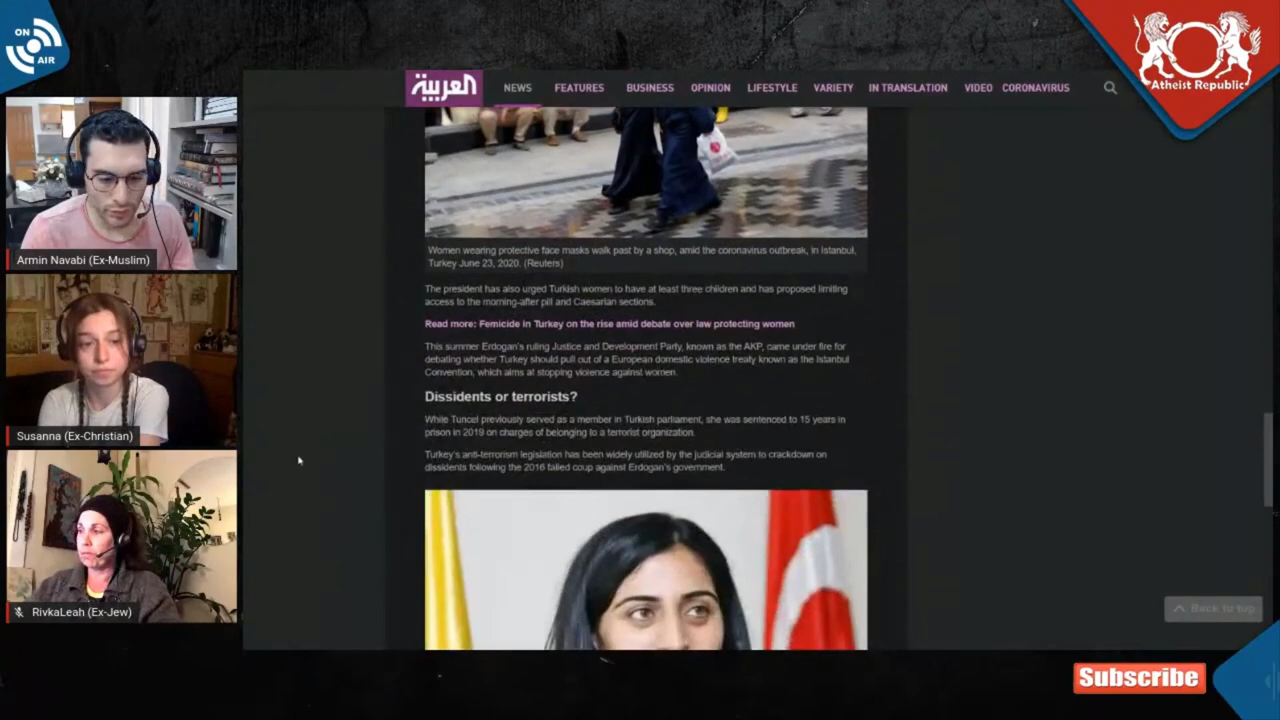 ON
AIR
Atheist Republic
العربية
NEWS
FEATURES
BUSINESS
OPINION
LIFESTYLE
VARIETY
IN TRANSLATION
VIDEO
CORONAVIRUS
Armin Navabi (Ex-Muslim)
Susanna (Ex-Christian)
RivkaLeah (Ex-Jew)
Women wearing protective face masks walk past by a shop, amid the coronavirus outbreak, in Istanbul,
Turkey June 23, 2020. (Reuters)
The president has also urged Turkish women to have at least three children and has proposed limiting
access to the morning-after pill and Caesarian sections.
Read more: Femicide in Turkey on the rise amid debate over law protecting women
This summer Erdogan's ruling Justice and Development Party, known as the AKP, came under fire for
debating whether Turkey should pull out of a European domestic violence treaty known as the Istanbul
Convention, which aims at stopping violence against women.
Dissidents or terrorists?
While Tuncel previously served as a member in Turkish parliament, she was sentenced to 15 years in
prison in 2019 on charges of belonging to a terrorist organization.
Turkey's anti-terrorism legislation has been widely utilized by the judicial system to crackdown on
dissidents following the 2016 failed coup against Erdogan's government.
Back to top
Subscribe